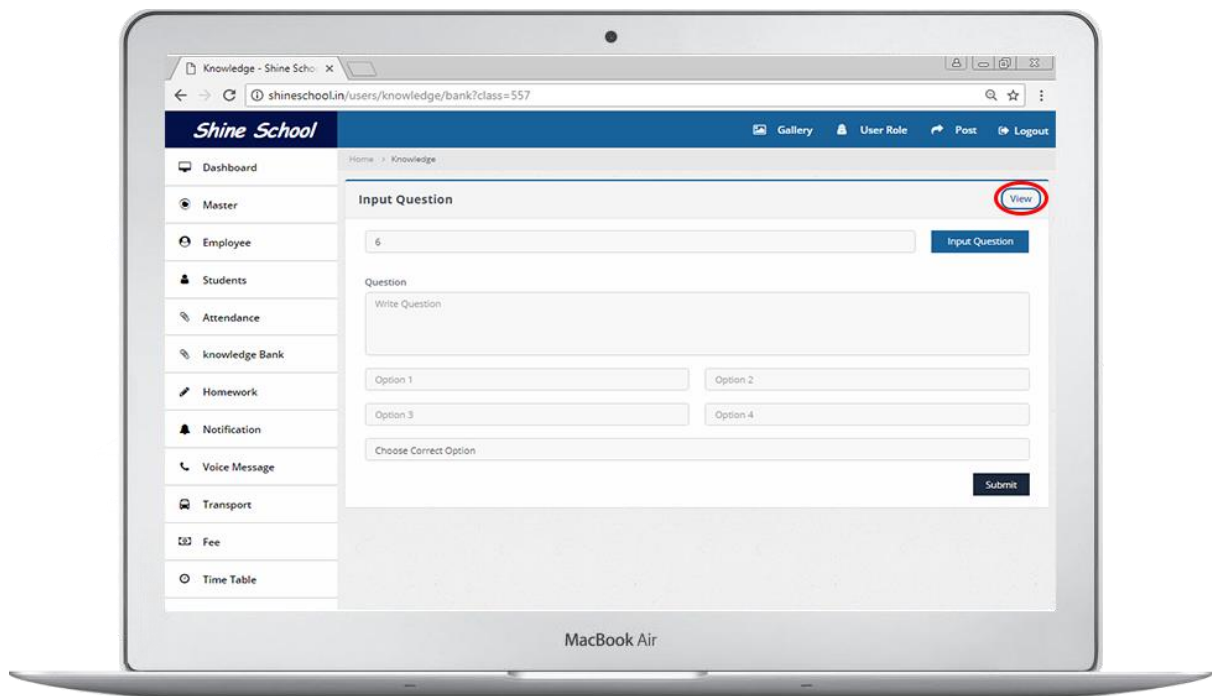 Knowledge - Shine Scho
shineschool.in/users/knowledge/bank?class=557
Shine School
Gallery
User Role
Post
Logout
Dashboard
Master
Employee
Students
Attendance
knowledge Bank
Homework
Notification
Voice Message
Transport
Fee
Time Table
Home > Knowledge
Input Question
View
6
Input Question
Question
Write Question
Option 1
Option 2
Option 3
Option 4
Choose Correct Option
Submit
MacBook Air